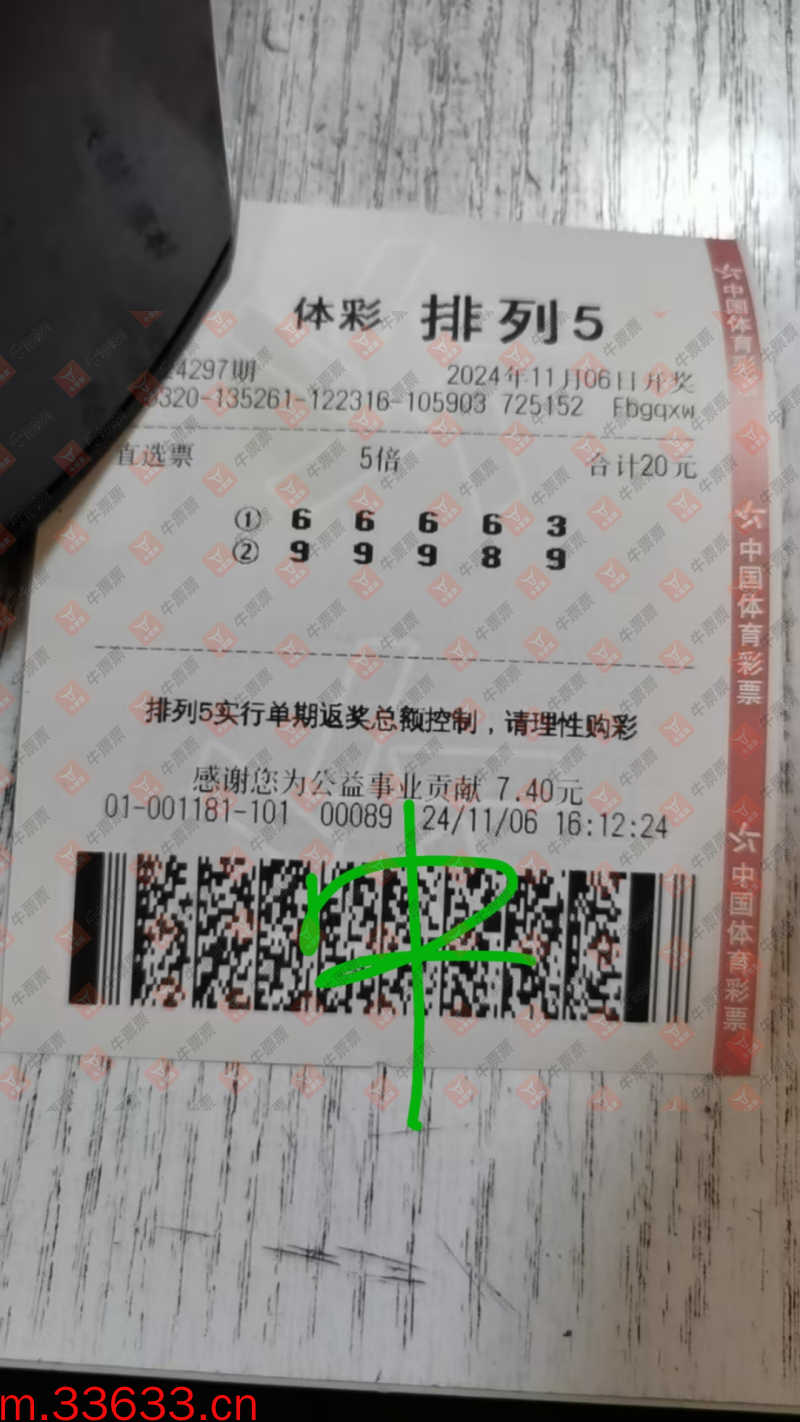 体彩 排列5
4297期 2024年11月06日开奖
0320-135261-122316-105903 725152 Fbgqxw
直选票 5倍 合计20元
① 6 6 6 6 3
② 9 9 9 8 9
排列5实行单期返奖总额控制，请理性购彩
感谢您为公益事业贡献 7.40元
01-001181-101 00089 24/11/06 16:12:24
中国体育彩票
中国体育彩票
中国体育彩票
中
牛票票
m.33633.cn